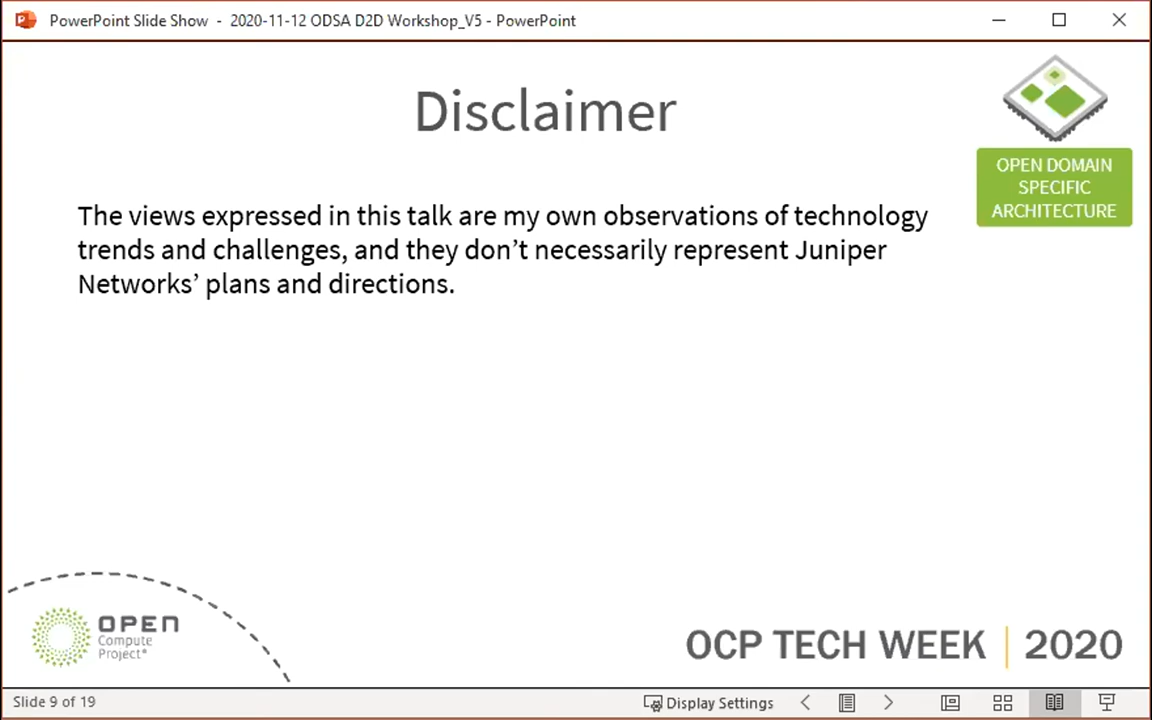 PowerPoint Slide Show - 2020-11-12 ODSA D2D Workshop_V5 - PowerPoint
Disclaimer
OPEN DOMAIN
SPECIFIC
ARCHITECTURE
The views expressed in this talk are my own observations of technology
trends and challenges, and they don’t necessarily represent Juniper
Networks’ plans and directions.
OPEN
Compute
Project®
OCP TECH WEEK | 2020
Slide 9 of 19
Display Settings